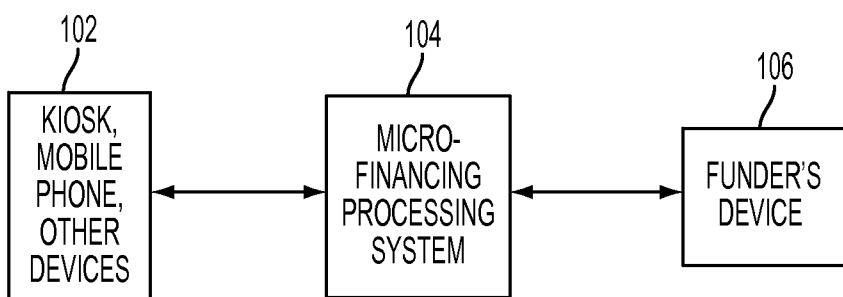 102
KIOSK,
MOBILE
PHONE,
OTHER
DEVICES
104
MICRO-
FINANCING
PROCESSING
SYSTEM
106
FUNDER'S
DEVICE